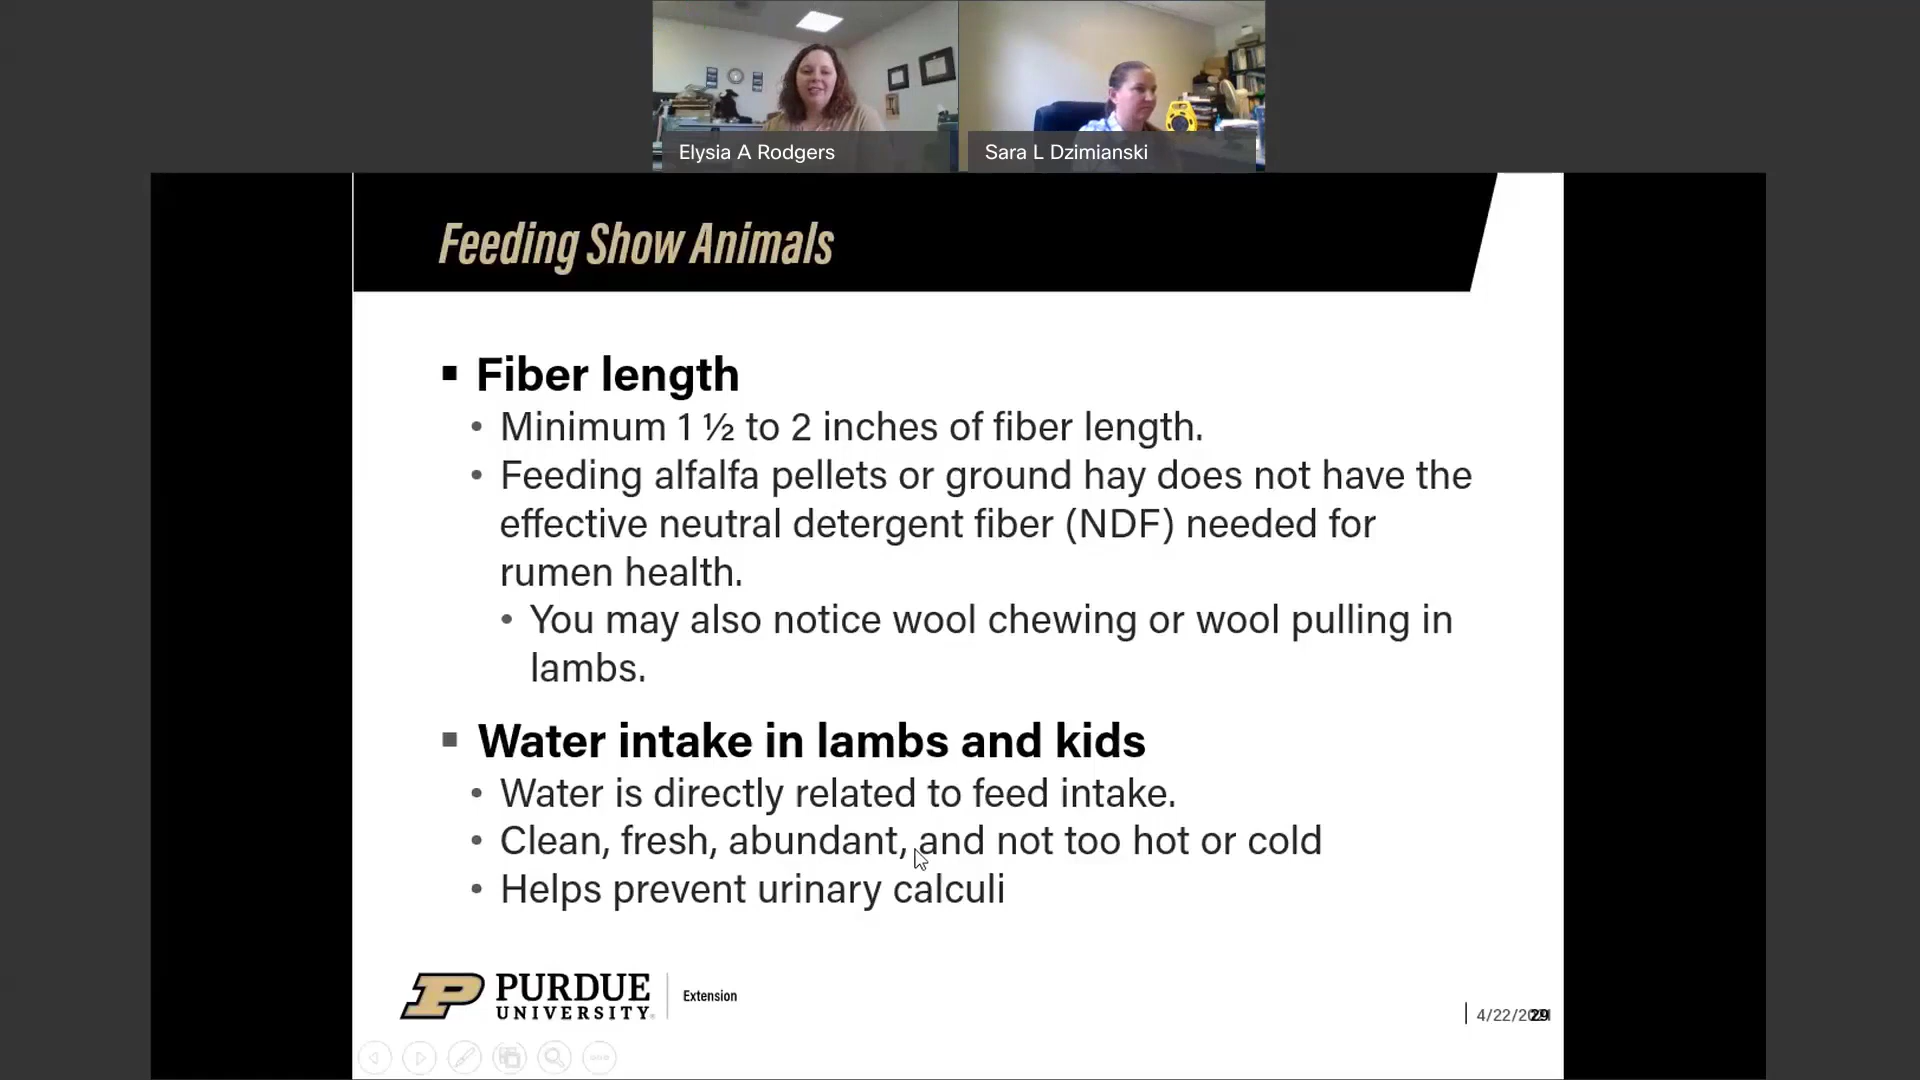 Elysia A Rodgers
Sara L Dzimianski
Feeding Show Animals
Fiber length
Minimum 1 ½ to 2 inches of fiber length.
Feeding alfalfa pellets or ground hay does not have the
effective neutral detergent fiber (NDF) needed for
rumen health.
You may also notice wool chewing or wool pulling in
lambs.
Water intake in lambs and kids
Water is directly related to feed intake.
Clean, fresh, abundant, and not too hot or cold
Helps prevent urinary calculi
PURDUE
UNIVERSITY
Extension
29